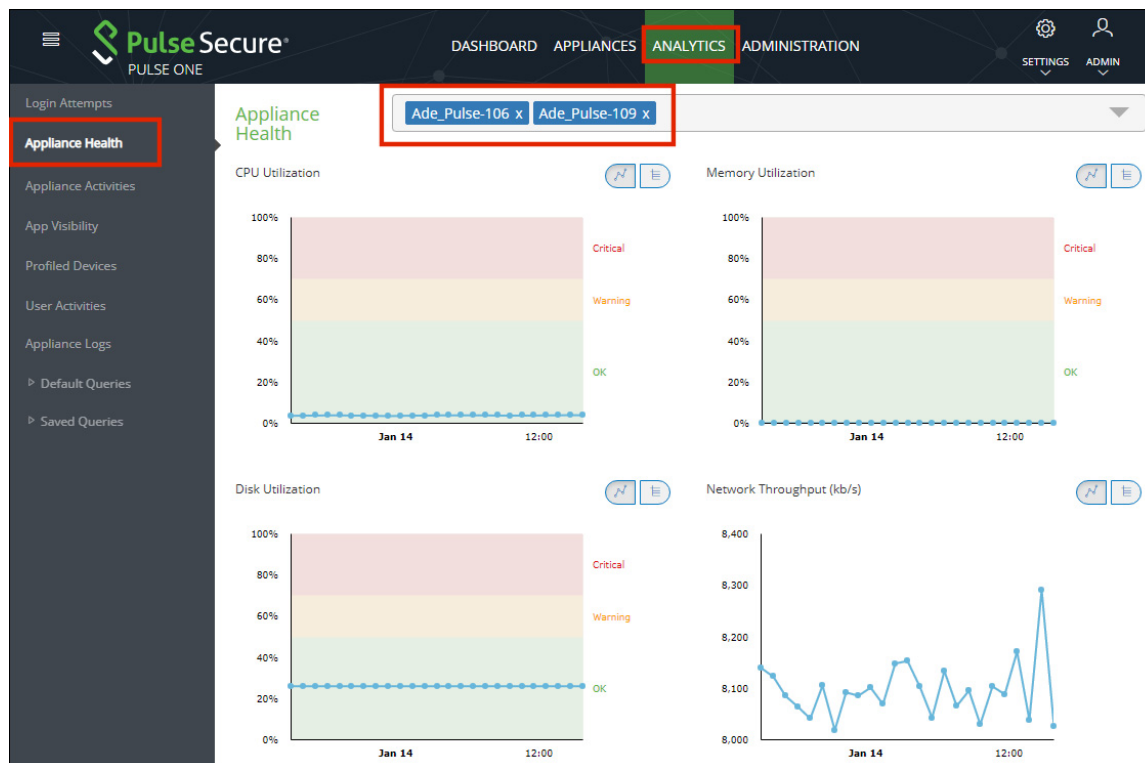 Pulse Secure®
PULSE ONE
DASHBOARD APPLIANCES ANALYTICS ADMINISTRATION
SETTINGS ADMIN
Login Attempts
Appliance Health
Appliance Activities
App Visibility
Profiled Devices
User Activities
Appliance Logs
Default Queries
Saved Queries
Appliance
Health
Ade_Pulse-106 x Ade_Pulse-109 x
CPU Utilization
100%
80%
60%
40%
20%
0%
Critical
Warning
OK
Jan 14 12:00
Memory Utilization
100%
80%
60%
40%
20%
0%
Critical
Warning
OK
Jan 14 12:00
Disk Utilization
100%
80%
60%
40%
20%
0%
Critical
Warning
OK
Jan 14 12:00
Network Throughput (kb/s)
8,400
8,300
8,200
8,100
8,000
Jan 14 12:00